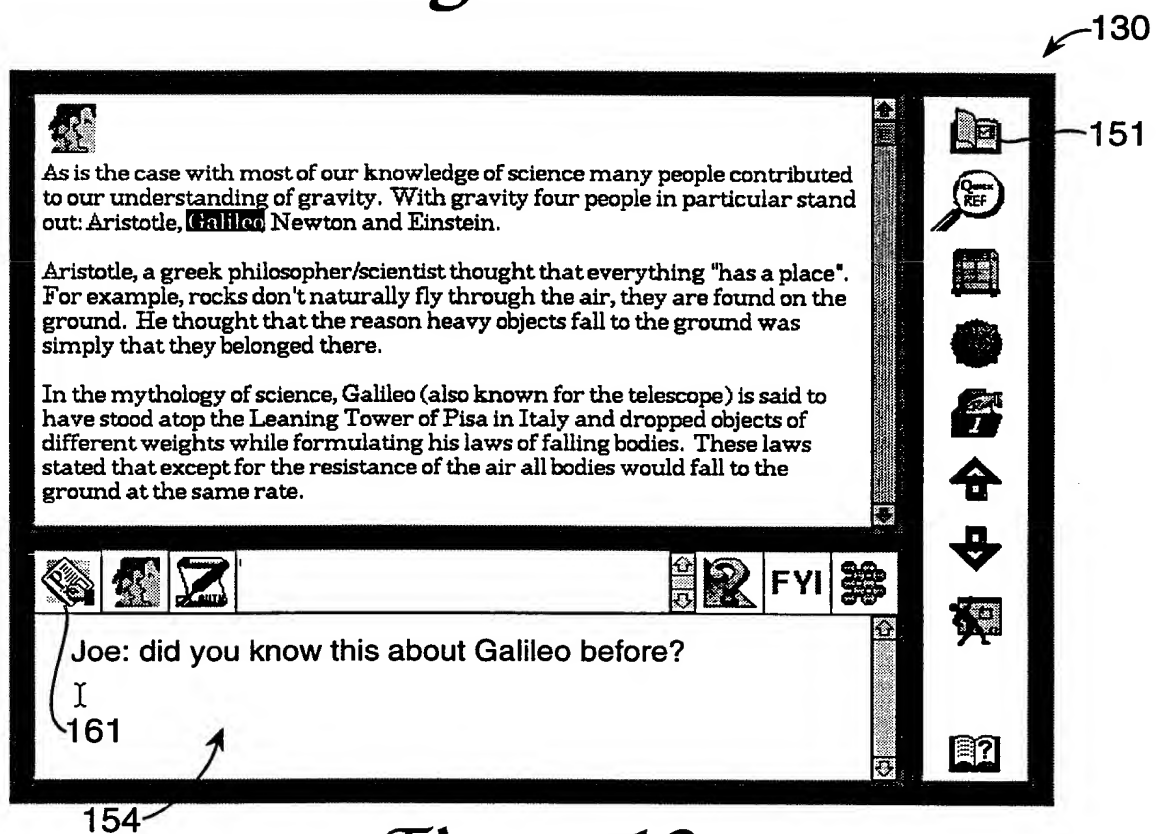 130
151
As is the case with most of our knowledge of science many people contributed
to our understanding of gravity. With gravity four people in particular stand
out: Aristotle, Galileo Newton and Einstein.
Aristotle, a greek philosopher/scientist thought that everything "has a place".
For example, rocks don't naturally fly through the air, they are found on the
ground. He thought that the reason heavy objects fall to the ground was
simply that they belonged there.
In the mythology of science, Galileo (also known for the telescope) is said to
have stood atop the Leaning Tower of Pisa in Italy and dropped objects of
different weights while formulating his laws of falling bodies. These laws
stated that except for the resistance of the air all bodies would fall to the
ground at the same rate.
QUICK
REF
1
FYI
Joe: did you know this about Galileo before?
161
?
154